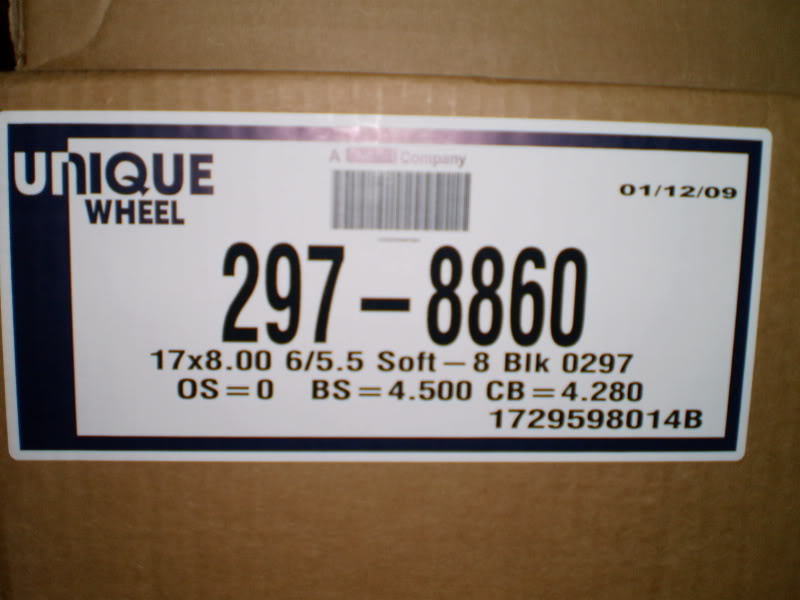 UNIQUE
WHEEL
A Company
01/12/09
297-8860
17x8.00 6/5.5 Soft-8 Blk 0297
OS=0 BS=4.500 CB=4.280
1729598014B